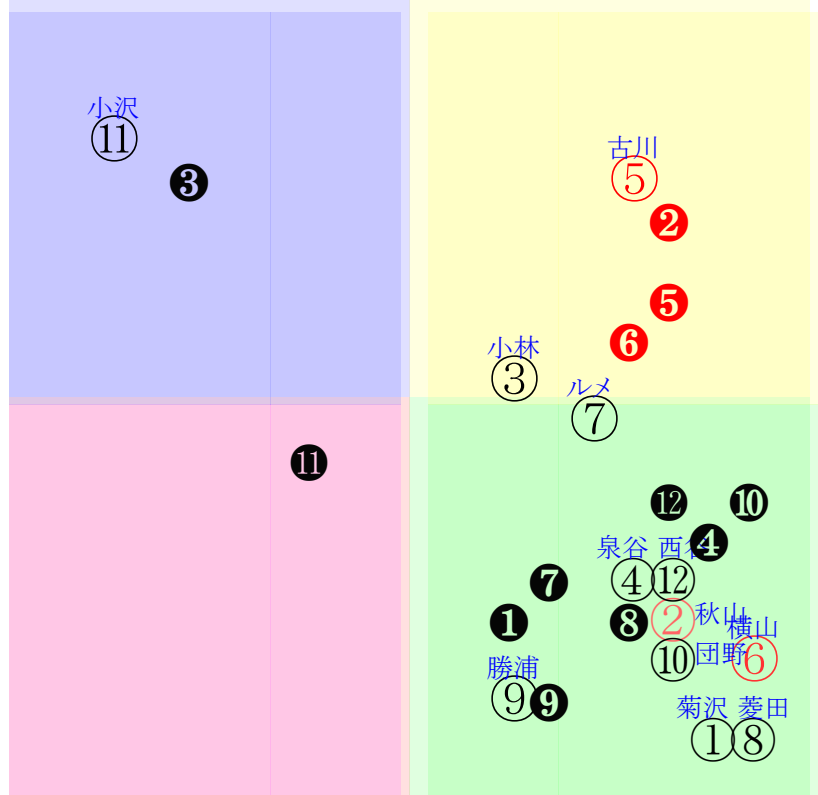 小沢
⑪
❸
古川
⑤
❷
❺
❻
小林
③
ルメ
⑦
⓫
⓬
❿
❹
泉谷 西谷
④ ⑫
❼
❶
❽
② 秋山
横山
⑩ 団野
⑥
勝浦
⑨
❾
菊沢 菱田
① ⑧